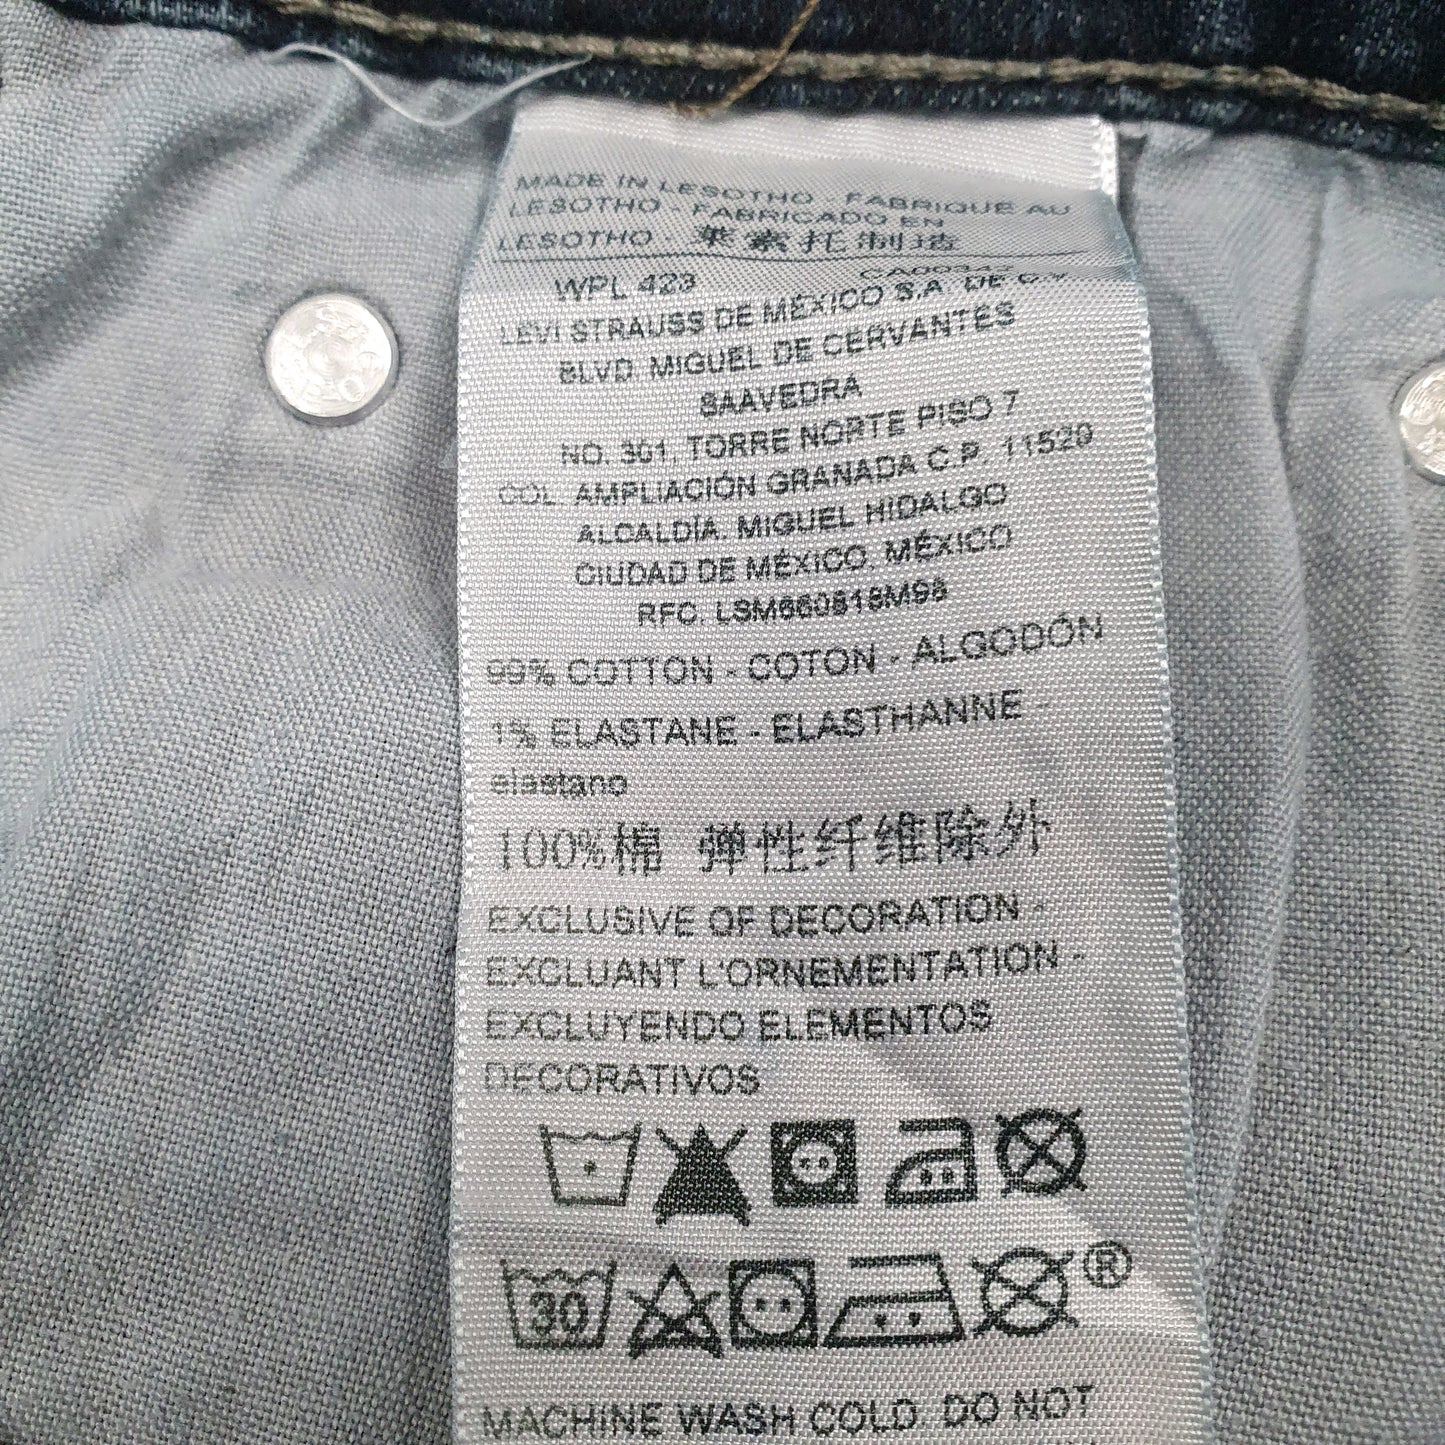 MADE IN LESOTHO - FABRIQUE AU
LESOTHO - FABRICADO EN
LESOTHO - 莱索托制造
WPL 423 CA00342
LEVI STRAUSS DE MÉXICO S.A. DE C.V.
BLVD. MIGUEL DE CERVANTES
SAAVEDRA
NO. 301, TORRE NORTE PISO 7
COL. AMPLIACIÓN GRANADA C.P. 11529
ALCALDÍA. MIGUEL HIDALGO
CIUDAD DE MÉXICO, MÉXICO
RFC. LSM660818M98
99% COTTON - COTON - ALGODÓN
1% ELASTANE - ELASTHANNE -
elastano
100%棉 弹性纤维除外
EXCLUSIVE OF DECORATION -
EXCLUANT L'ORNEMENTATION -
EXCLUYENDO ELEMENTOS
DECORATIVOS
30 ®
MACHINE WASH COLD. DO NOT